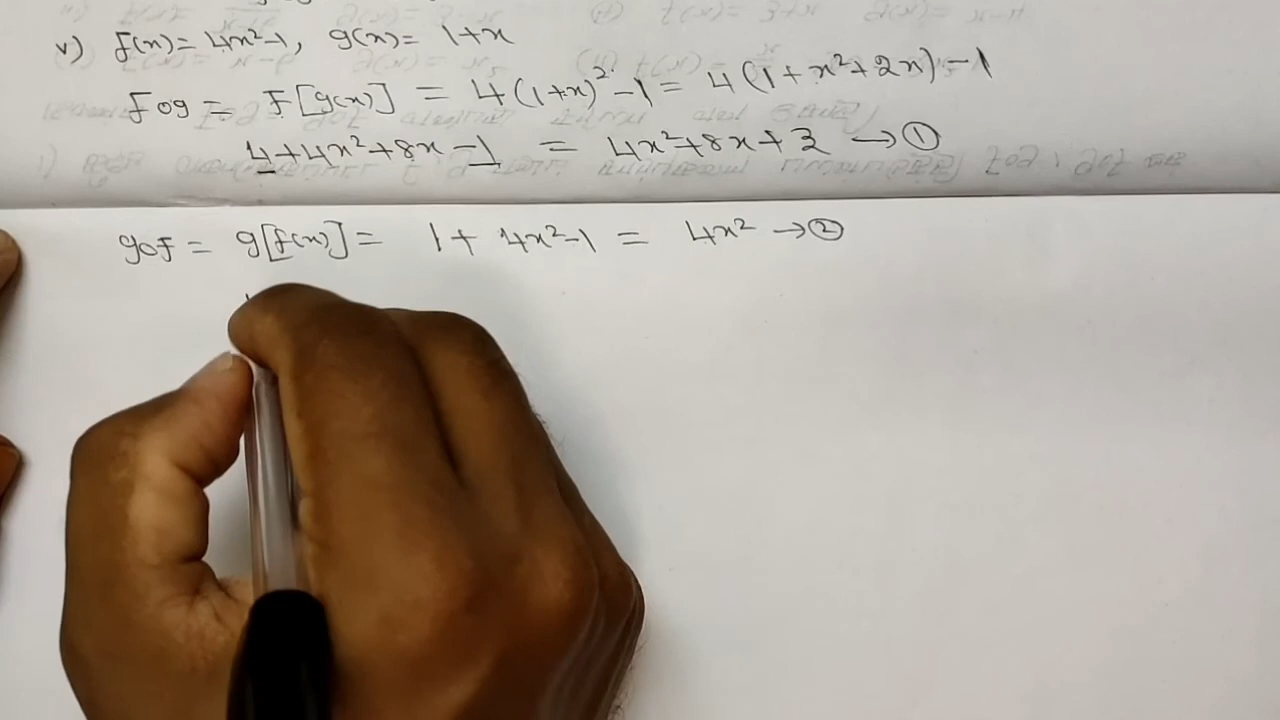 v) f(x)= 4x²-1, g(x)= 1+x
fog = f[g(x)] = 4(1+x)²-1 = 4(1+x²+2x)-1
4+4x²+8x-1 = 4x²+8x+3 → ①
gof = g[f(x)] = 1+ 4x²-1 = 4x² → ②